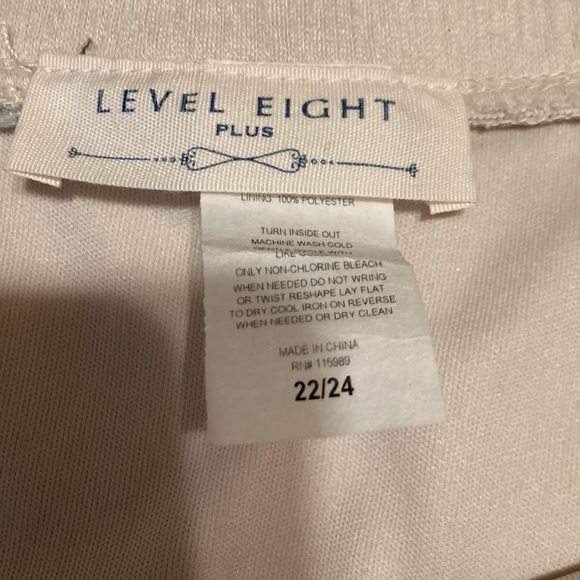 LEVEL EIGHT
PLUS
LINING: 100% POLYESTER
TURN INSIDE OUT
MACHINE WASH COLD
GENTLE CYCLE WITH
LIKE
ONLY NON-CHLORINE BLEACH
WHEN NEEDED DO NOT WRING
OR TWIST RESHAPE LAY FLAT
TO DRY COOL IRON ON REVERSE
WHEN NEEDED OR DRY CLEAN
MADE IN CHINA
RN# 115989
22/24